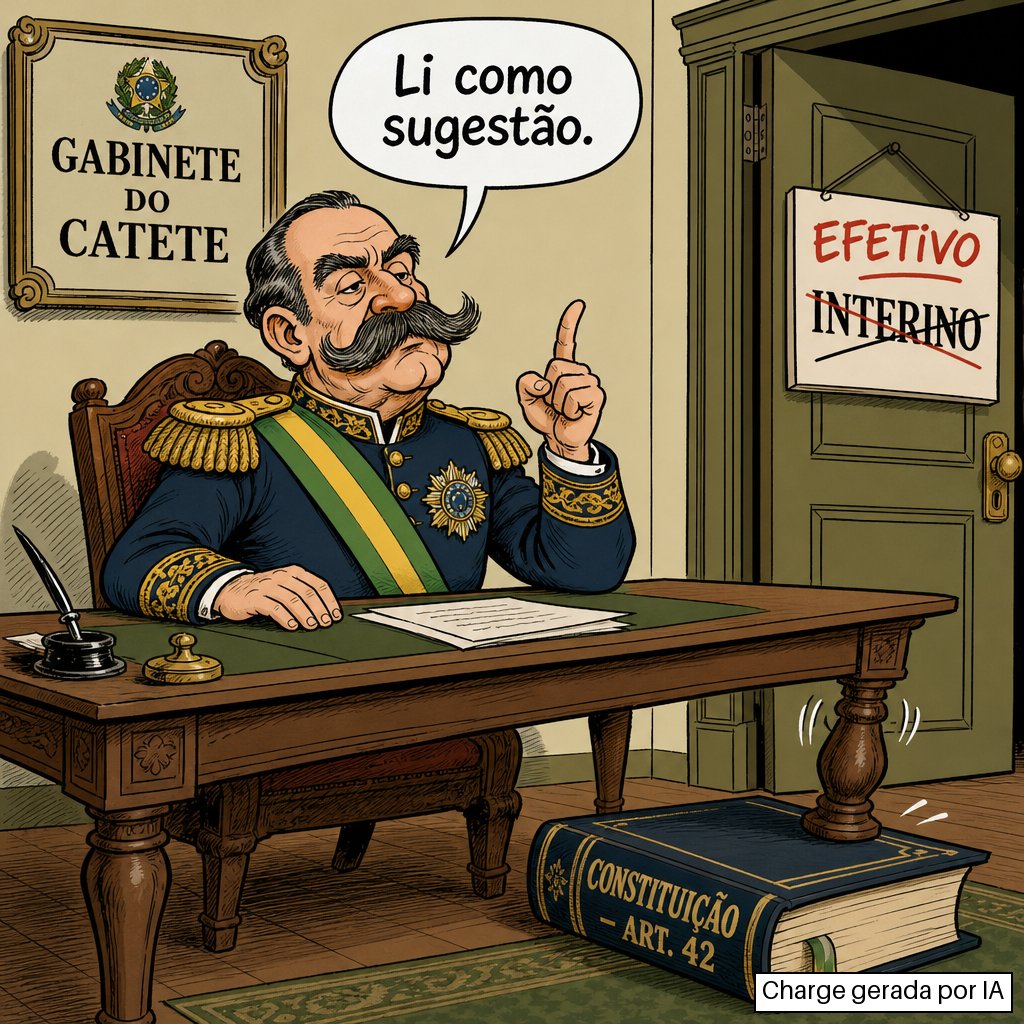 GABINETE
DO
CATETE
Li como
sugestão.
EFETIVO
INTERINO
CONSTITUIÇÃO
– ART. 42
Charge gerada por IA